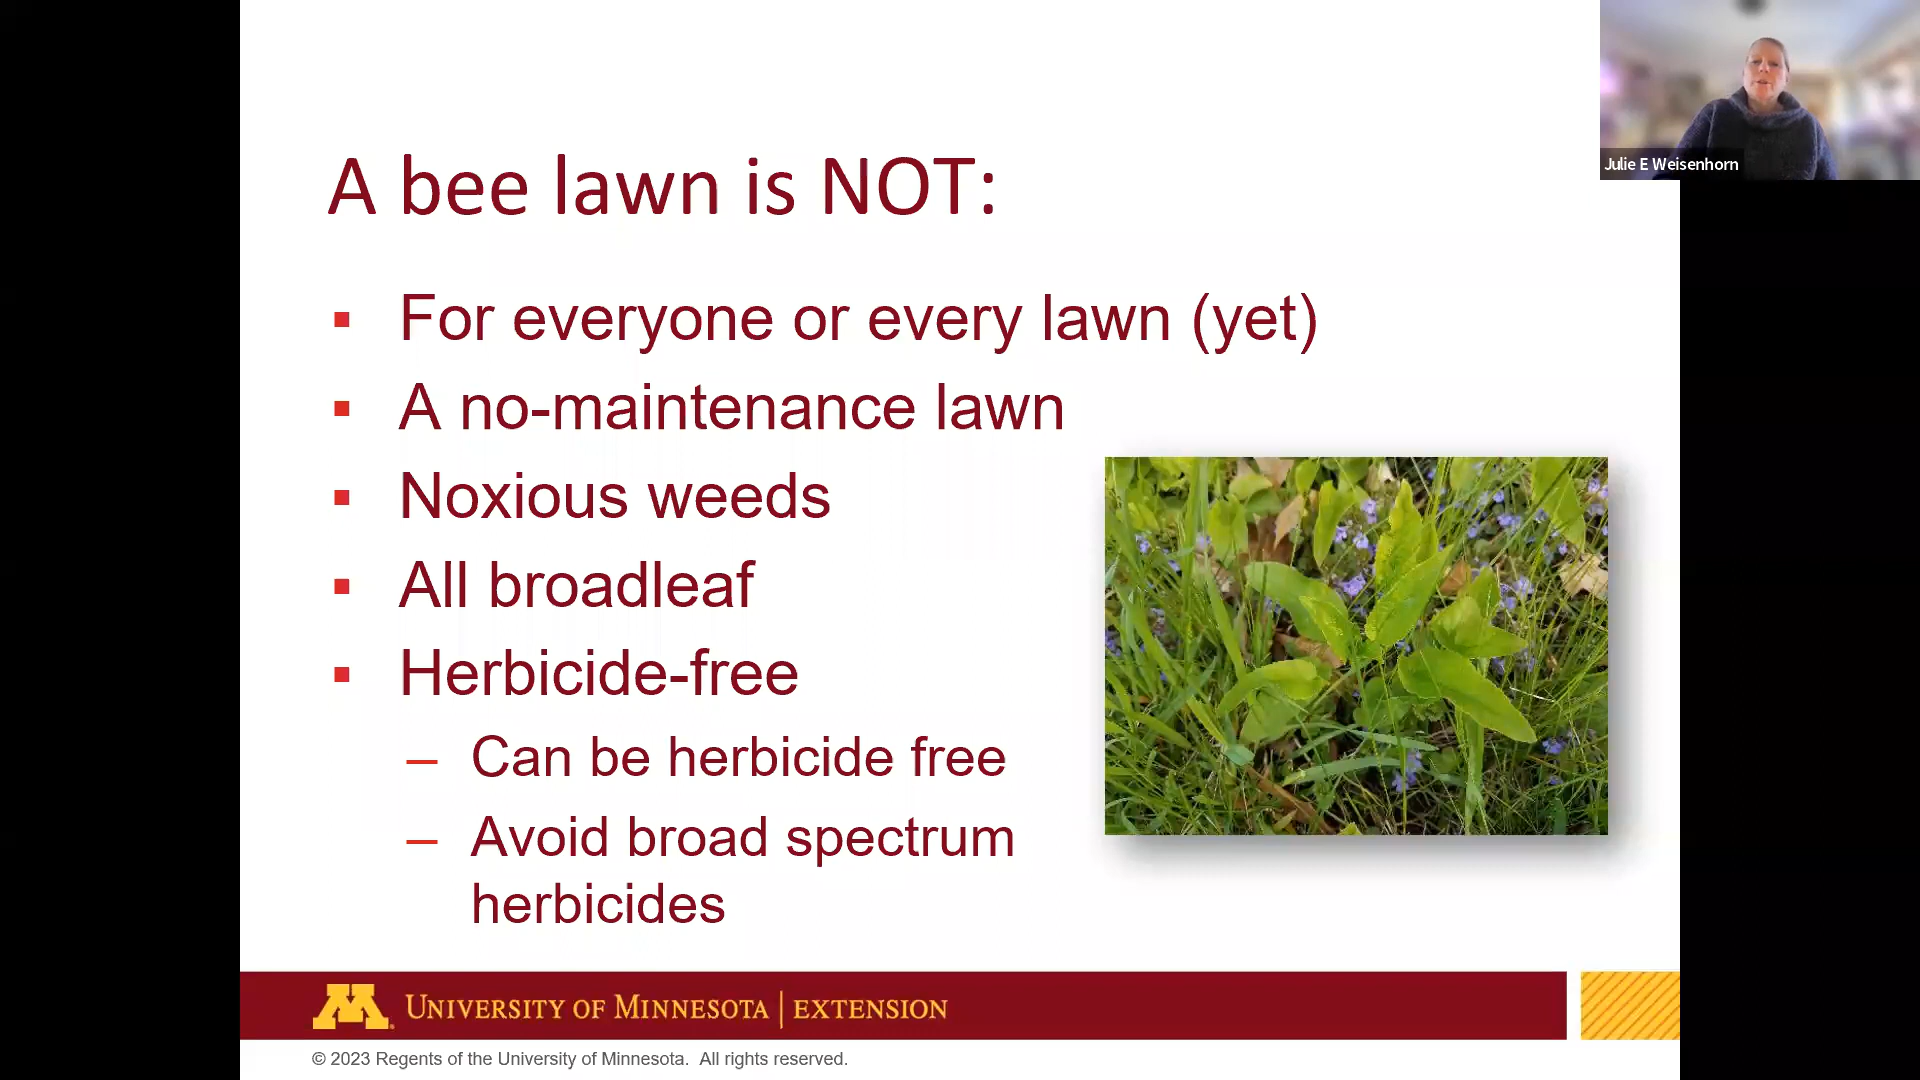 Julie E Weisenhorn
A bee lawn is NOT:
▪ For everyone or every lawn (yet)
▪ A no-maintenance lawn
▪ Noxious weeds
▪ All broadleaf
▪ Herbicide-free
– Can be herbicide free
– Avoid broad spectrum
herbicides
M UNIVERSITY OF MINNESOTA | EXTENSION
© 2023 Regents of the University of Minnesota. All rights reserved.